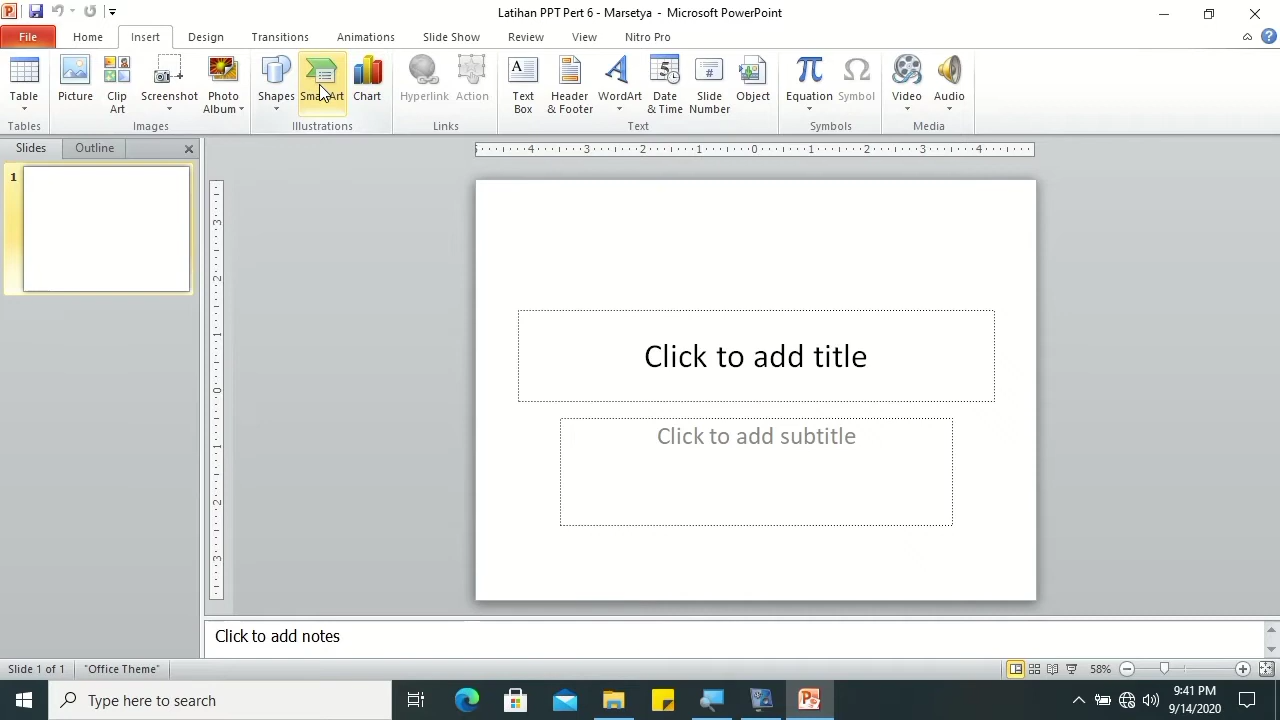 Latihan PPT Pert 6 - Marsetya - Microsoft PowerPoint
File Home Insert Design Transitions Animations Slide Show Review View Nitro Pro
Table Picture Clip Art Screenshot Photo Album Shapes SmartArt Chart Hyperlink Action Text Box Header & Footer WordArt Date & Time Slide Number Object Equation Symbol Video Audio
Tables Images Illustrations Links Text Symbols Media
Slides Outline
1
Click to add title
Click to add subtitle
Click to add notes
Slide 1 of 1 "Office Theme" 58%
Type here to search
9:41 PM
9/14/2020